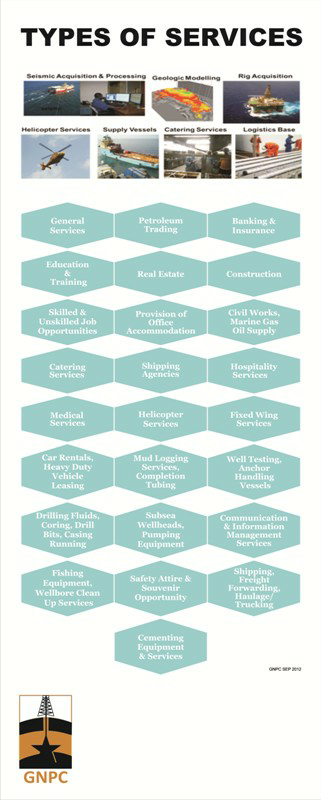 TYPES OF SERVICES
Seismic Acquisition & Processing
Geologic Modelling
Rig Acquisition
Helicopter Services
Supply Vessels
Catering Services
Logistics Base
General
Services
Petroleum
Trading
Banking &
Insurance
Education
&
Training
Real Estate
Construction
Skilled &
Unskilled Job
Opportunities
Provision of
Office
Accommodation
Civil Works,
Marine Gas
Oil Supply
Catering
Services
Shipping
Agencies
Hospitality
Services
Medical
Services
Helicopter
Services
Fixed Wing
Services
Car Rentals,
Heavy Duty
Vehicle
Leasing
Mud Logging
Services,
Completion
Tubing
Well Testing,
Anchor
Handling
Vessels
Drilling Fluids,
Coring, Drill
Bits, Casing
Running
Subsea
Wellheads,
Pumping
Equipment
Communication
& Information
Management
Services
Fishing
Equipment,
Wellbore Clean
Up Services
Safety Attire &
Souvenir
Opportunity
Shipping,
Freight
Forwarding,
Haulage/
Trucking
Cementing
Equipment
& Services
GNPC SEP 2012
GNPC